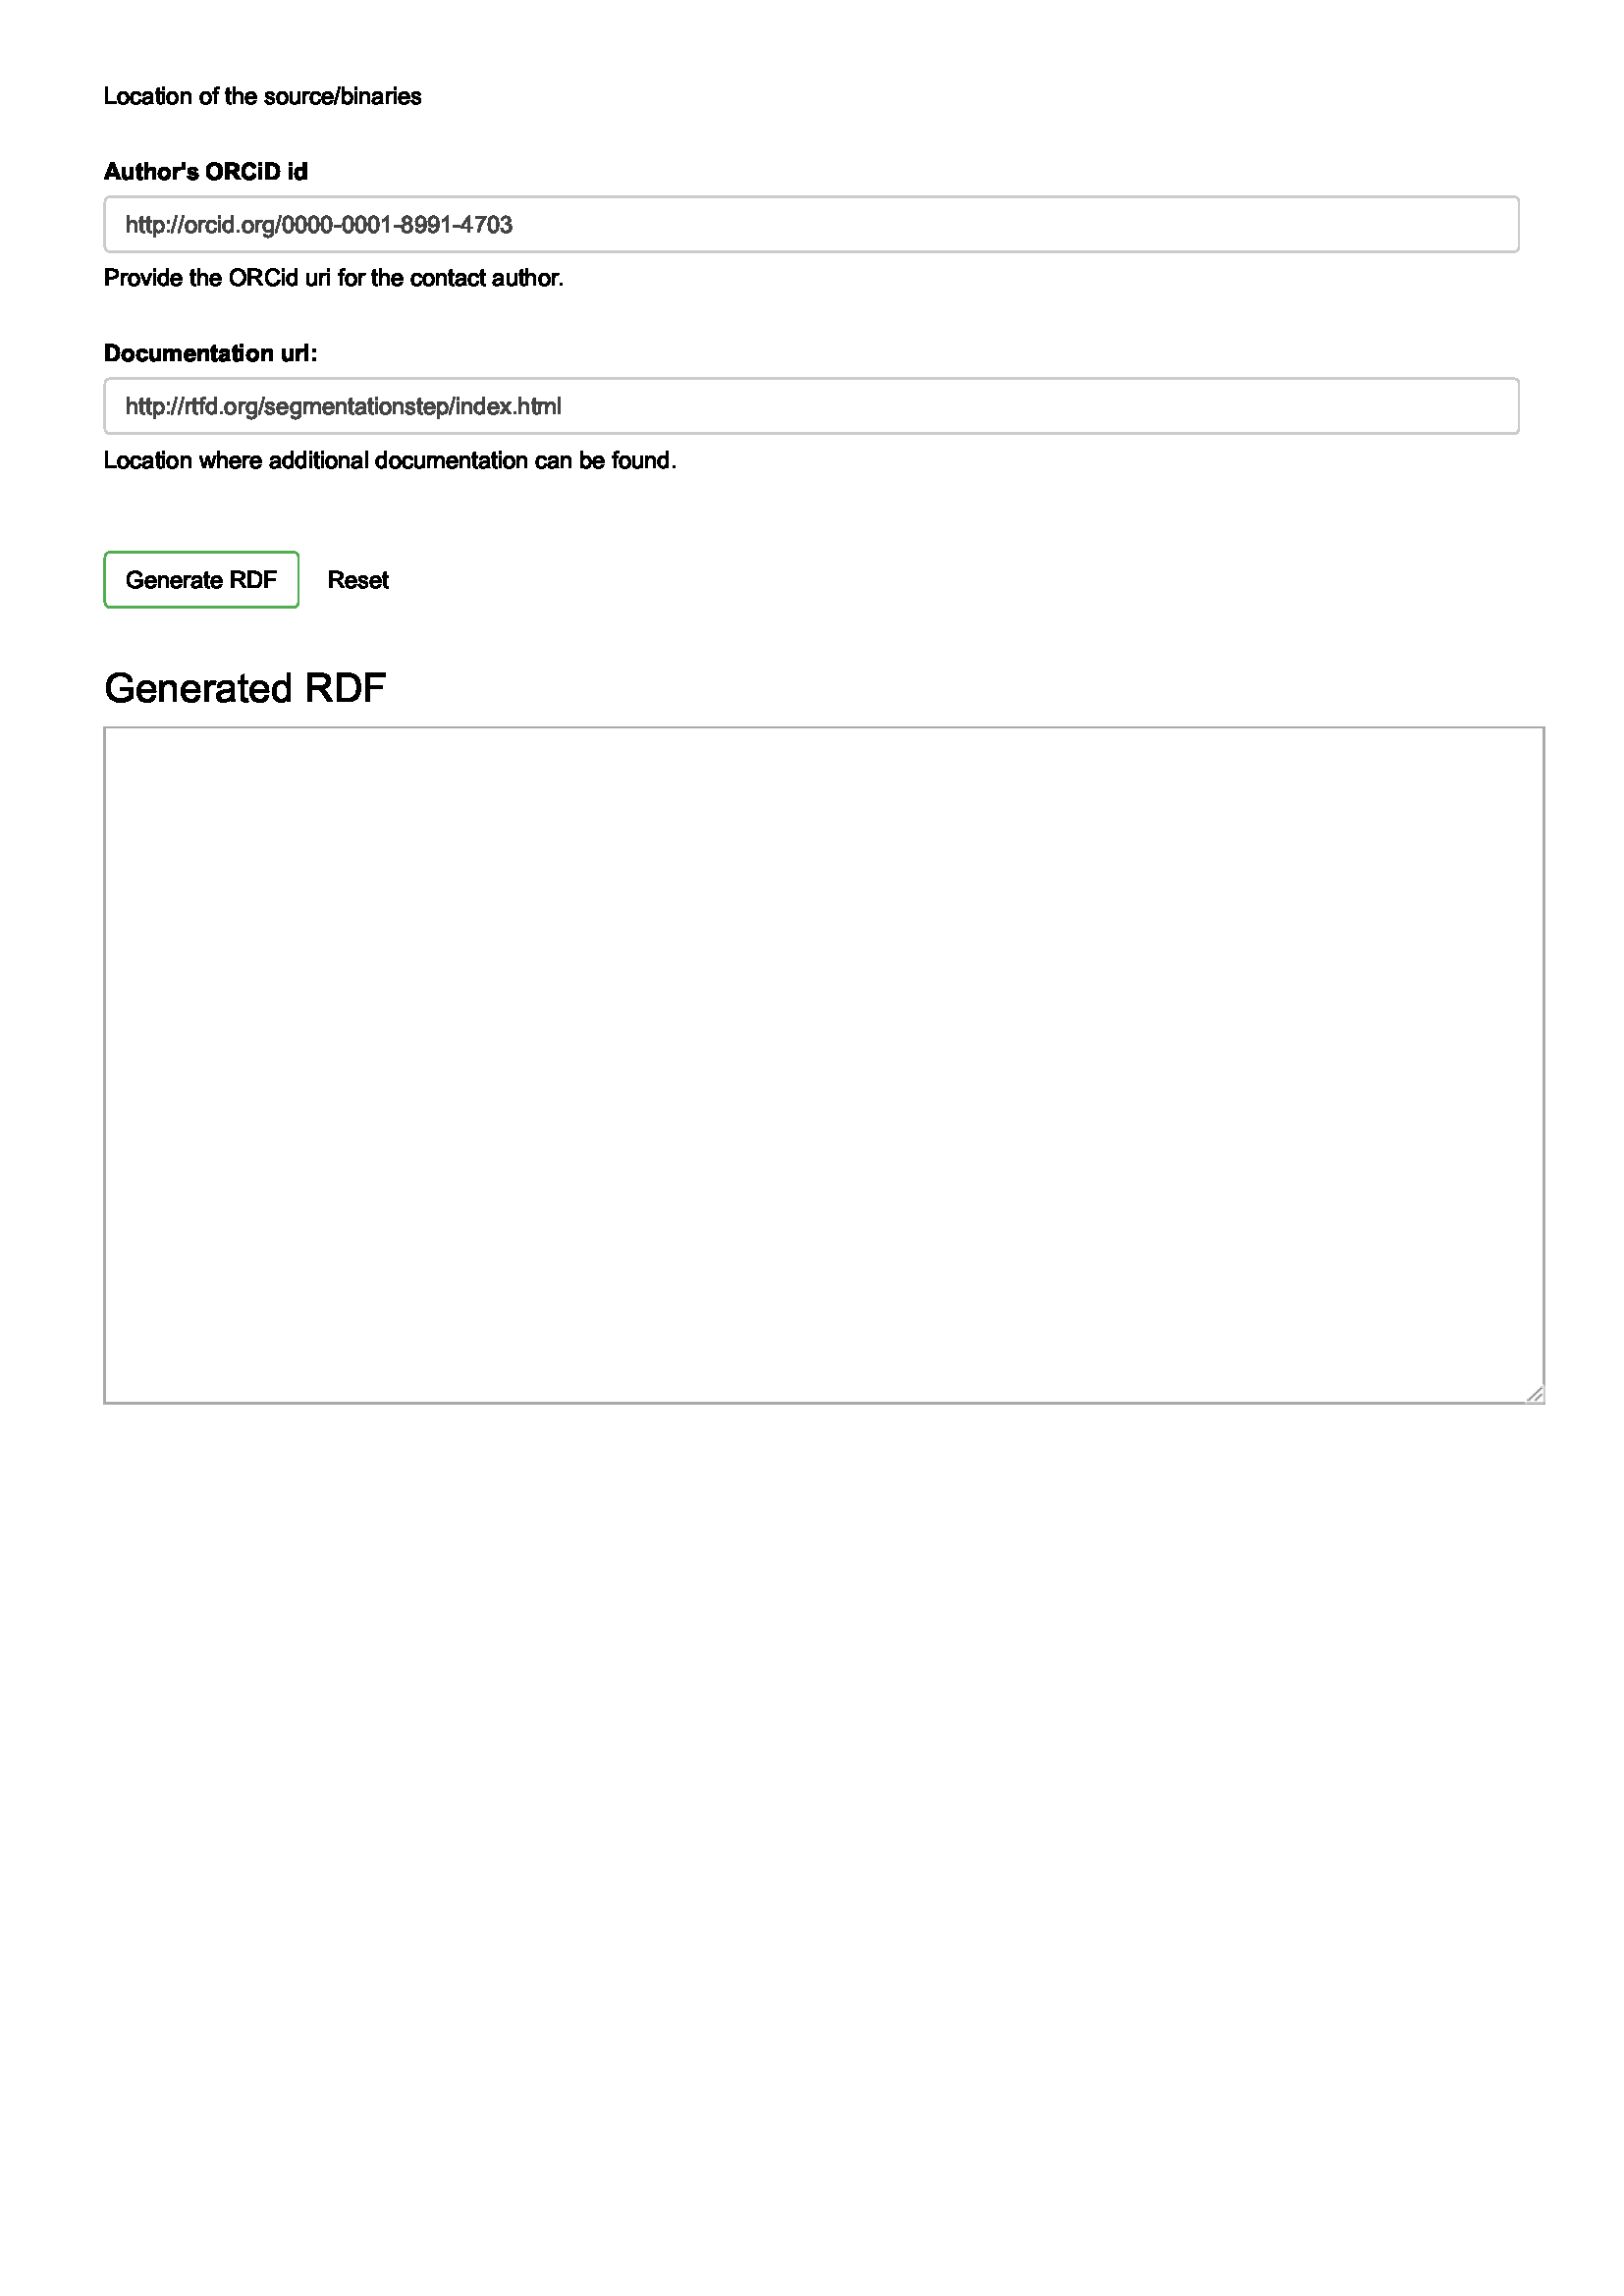 Location of the source/binaries
Author's ORCiD id
http://orcid.org/0000-0001-8991-4703
Provide the ORCid uri for the contact author.
Documentation url:
http://rtfd.org/segmentationstep/index.html
Location where additional documentation can be found.
Generate RDF Reset
Generated RDF